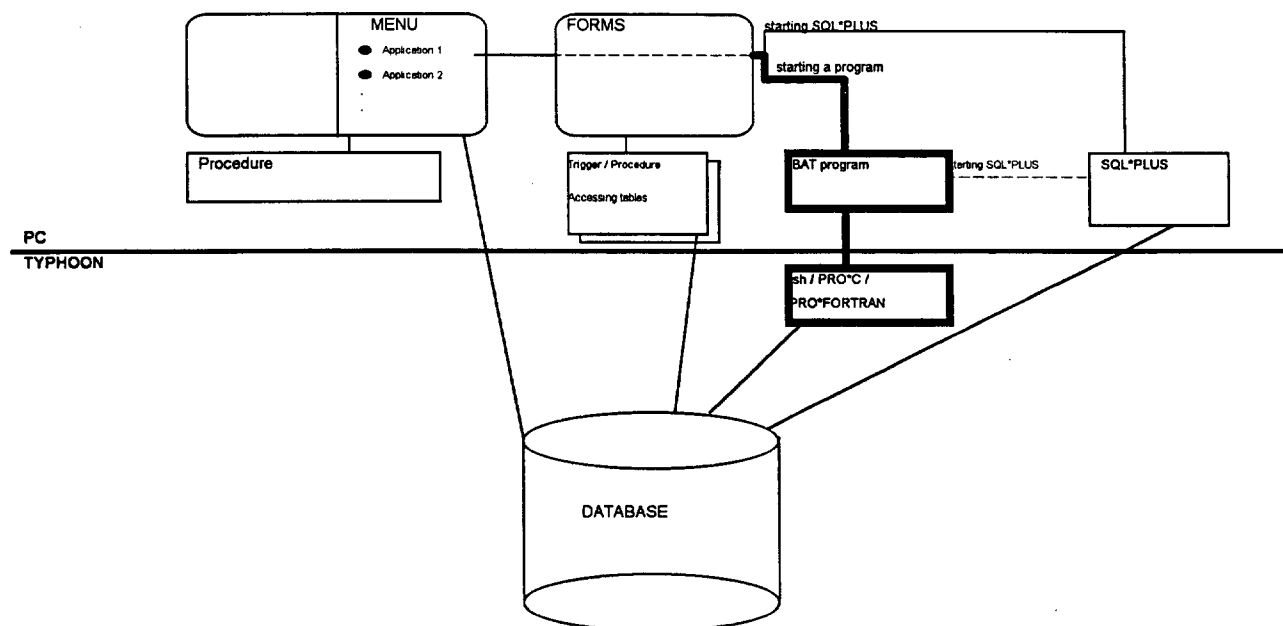 MENU
Application 1
Application 2
.
.
FORMS
starting SQL*PLUS
starting a program
Procedure
Trigger / Procedure
Accessing tables
BAT program
starting SQL*PLUS
SQL*PLUS
PC
TYPHOON
sh / PRO*C /
PRO*FORTRAN
DATABASE